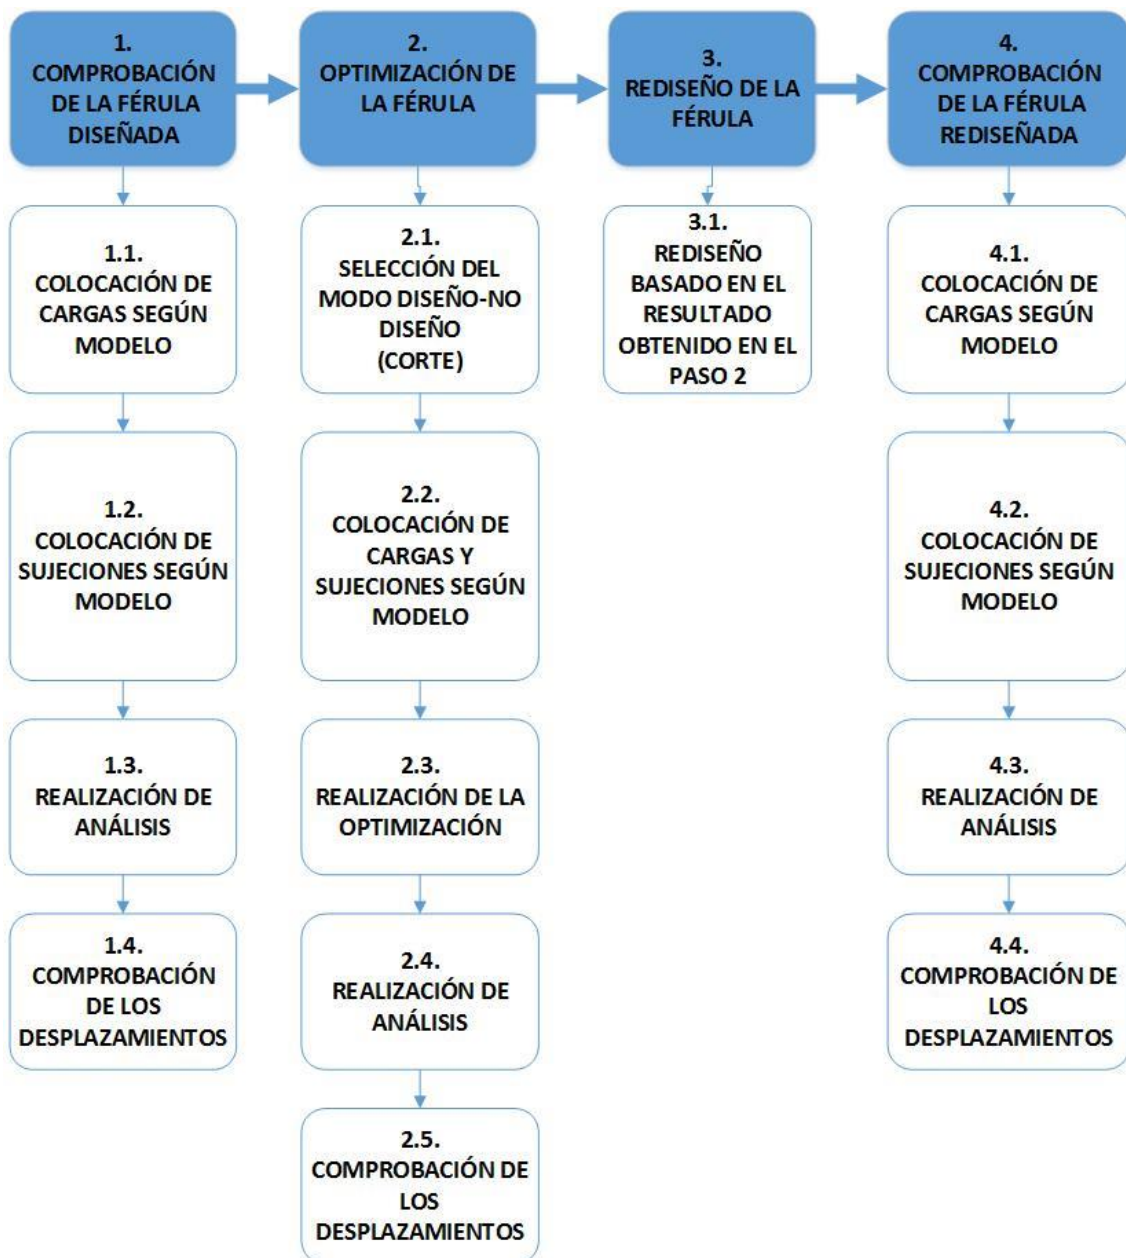 1.
COMPROBACIÓN
DE LA FÉRULA
DISEÑADA
2.
OPTIMIZACIÓN DE
LA FÉRULA
3.
REDISEÑO DE LA
FÉRULA
4.
COMPROBACIÓN
DE LA FÉRULA
REDISEÑADA
1.1.
COLOCACIÓN DE
CARGAS SEGÚN
MODELO
1.2.
COLOCACIÓN DE
SUJECIONES SEGÚN
MODELO
1.3.
REALIZACIÓN DE
ANÁLISIS
1.4.
COMPROBACIÓN
DE LOS
DESPLAZAMIENTOS
2.1.
SELECCIÓN DEL
MODO DISEÑO-NO
DISEÑO
(CORTE)
2.2.
COLOCACIÓN DE
CARGAS Y
SUJECIONES SEGÚN
MODELO
2.3.
REALIZACIÓN DE LA
OPTIMIZACIÓN
2.4.
REALIZACIÓN DE
ANÁLISIS
2.5.
COMPROBACIÓN DE
LOS
DESPLAZAMIENTOS
3.1.
REDISEÑO
BASADO EN EL
RESULTADO
OBTENIDO EN EL
PASO 2
4.1.
COLOCACIÓN DE
CARGAS SEGÚN
MODELO
4.2.
COLOCACIÓN DE
SUJECIONES SEGÚN
MODELO
4.3.
REALIZACIÓN DE
ANÁLISIS
4.4.
COMPROBACIÓN DE
LOS
DESPLAZAMIENTOS